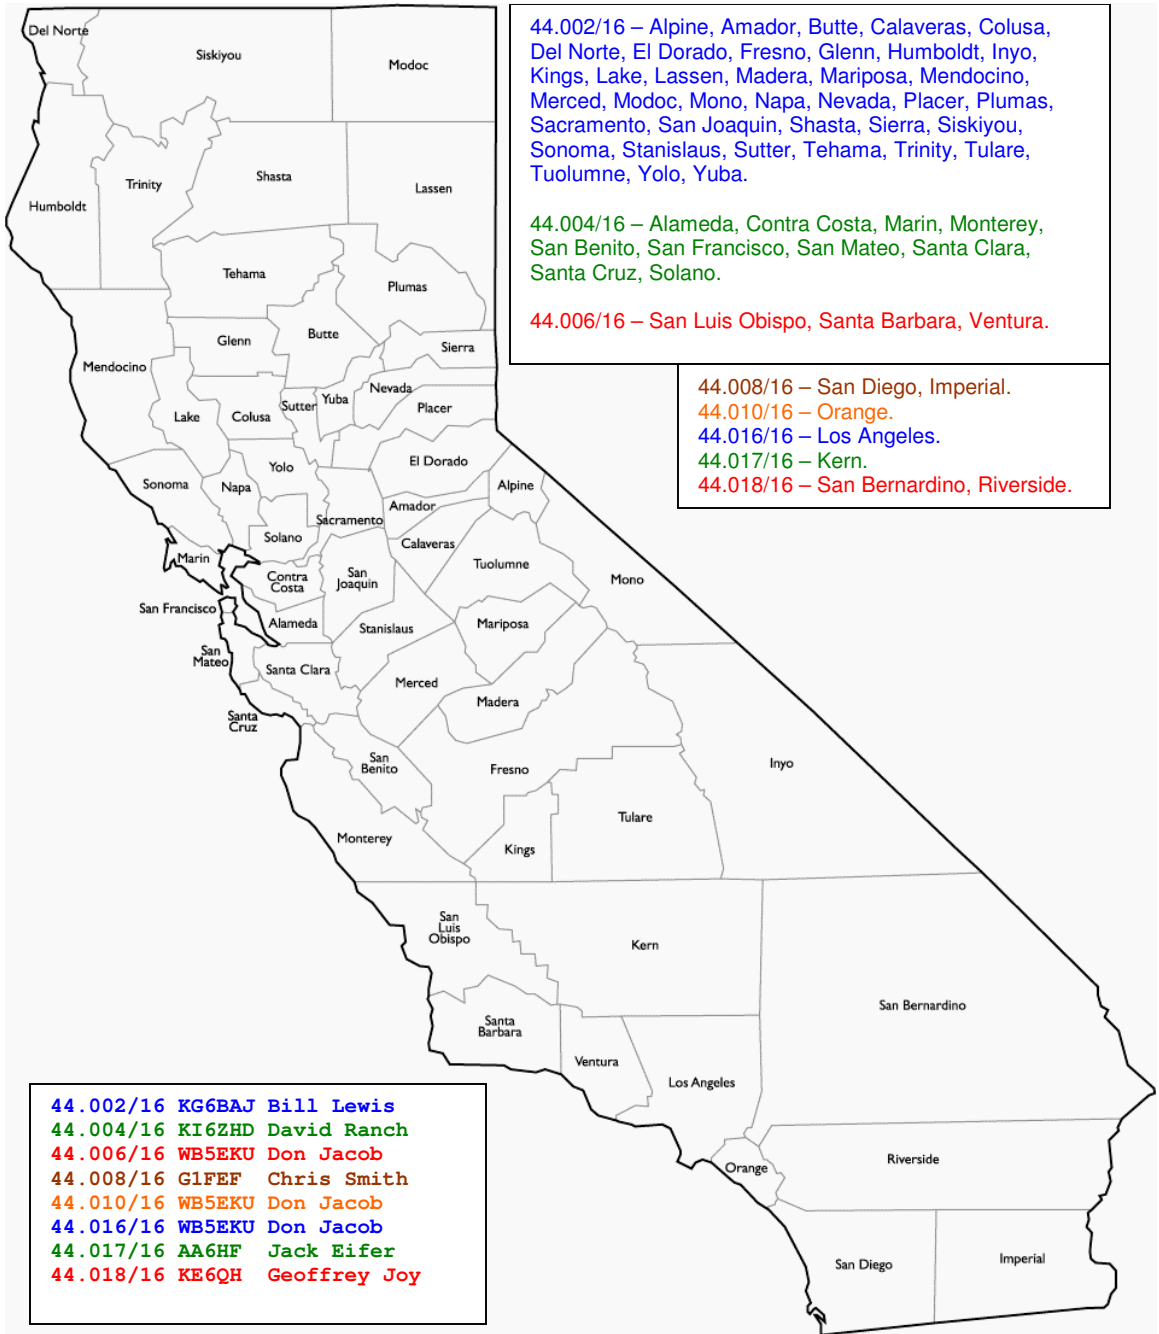 44.002/16 – Alpine, Amador, Butte, Calaveras, Colusa,
Del Norte, El Dorado, Fresno, Glenn, Humboldt, Inyo,
Kings, Lake, Lassen, Madera, Mariposa, Mendocino,
Merced, Modoc, Mono, Napa, Nevada, Placer, Plumas,
Sacramento, San Joaquin, Shasta, Sierra, Siskiyou,
Sonoma, Stanislaus, Sutter, Tehama, Trinity, Tulare,
Tuolumne, Yolo, Yuba.
44.004/16 – Alameda, Contra Costa, Marin, Monterey,
San Benito, San Francisco, San Mateo, Santa Clara,
Santa Cruz, Solano.
44.006/16 – San Luis Obispo, Santa Barbara, Ventura.
44.008/16 – San Diego, Imperial.
44.010/16 – Orange.
44.016/16 – Los Angeles.
44.017/16 – Kern.
44.018/16 – San Bernardino, Riverside.
Del Norte
Siskiyou
Modoc
Humboldt
Trinity
Shasta
Lassen
Tehama
Plumas
Mendocino
Glenn
Butte
Sierra
Lake
Colusa
Sutter
Yuba
Nevada
Placer
Sonoma
Napa
Yolo
El Dorado
Alpine
Sacramento
Amador
Solano
Calaveras
Marin
Contra
Costa
San
Joaquin
Tuolumne
Mono
San Francisco
Alameda
Stanislaus
Mariposa
San
Mateo
Santa Clara
Merced
Madera
Santa
Cruz
San
Benito
Fresno
Inyo
Monterey
Kings
Tulare
San
Luis
Obispo
Kern
San Bernardino
Santa
Barbara
Ventura
Los Angeles
Orange
Riverside
San Diego
Imperial
44.002/16 KG6BAJ Bill Lewis
44.004/16 KI6ZHD David Ranch
44.006/16 WB5EKU Don Jacob
44.008/16 G1FEF Chris Smith
44.010/16 WB5EKU Don Jacob
44.016/16 WB5EKU Don Jacob
44.017/16 AA6HF Jack Eifer
44.018/16 KE6QH Geoffrey Joy